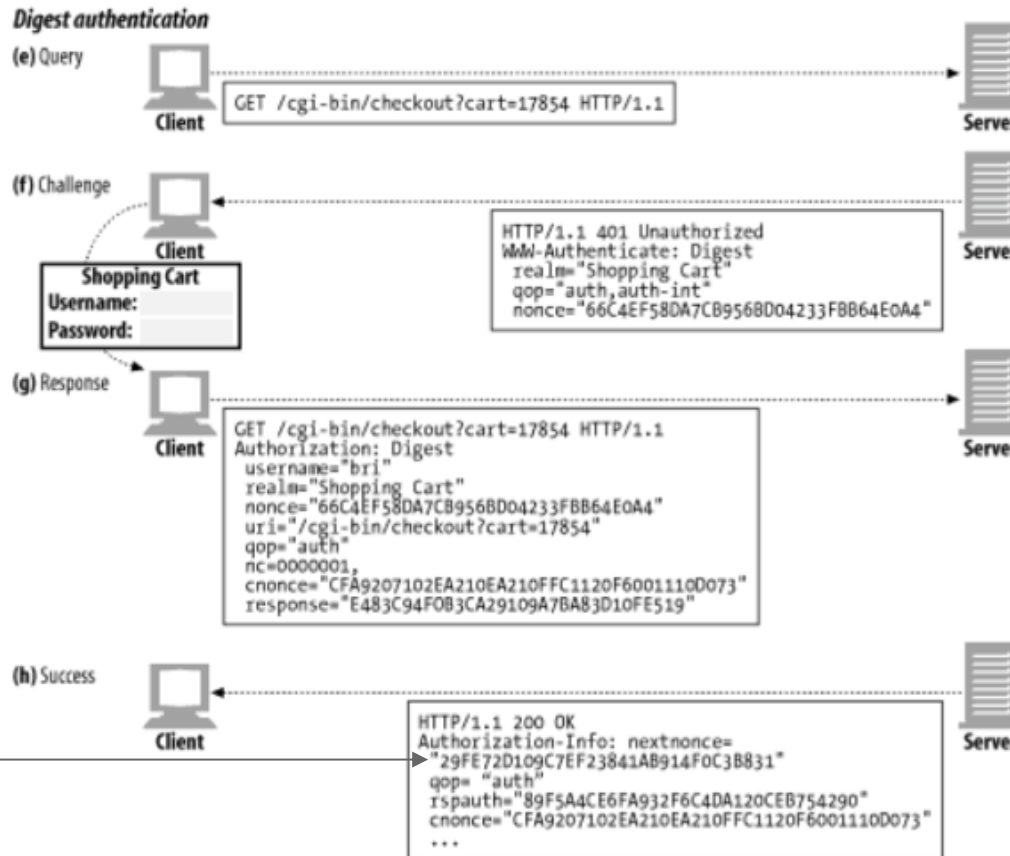 Digest authentication
(e) Query
GET /cgi-bin/checkout?cart=17854 HTTP/1.1
Client
Serve
(f) Challenge
HTTP/1.1 401 Unauthorized
WWW-Authenticate: Digest
realm="Shopping Cart"
qop="auth,auth-int"
nonce="66C4EF58DA7CB956BD04233FBB64E0A4"
Client
Serve
Shopping Cart
Username:
Password:
(g) Response
GET /cgi-bin/checkout?cart=17854 HTTP/1.1
Authorization: Digest
username="bri"
realm="Shopping Cart"
nonce="66C4EF58DA7CB956BD04233FBB64E0A4"
uri="/cgi-bin/checkout?cart=17854"
qop="auth"
nc=0000001,
cnonce="CFA9207102EA210EA210FFC1120F6001110D073"
response="E483C94F0B3CA29109A7BA83D10FE519"
Client
Serve
(h) Success
HTTP/1.1 200 OK
Authorization-Info: nextnonce=
"29FE72D109C7EF23841AB914F0C3B831"
qop= “auth”
rspauth="89F5A4CE6FA932F6C4DA120CEB754290"
cnonce="CFA9207102EA210EA210FFC1120F6001110D073"
...
Client
Serve